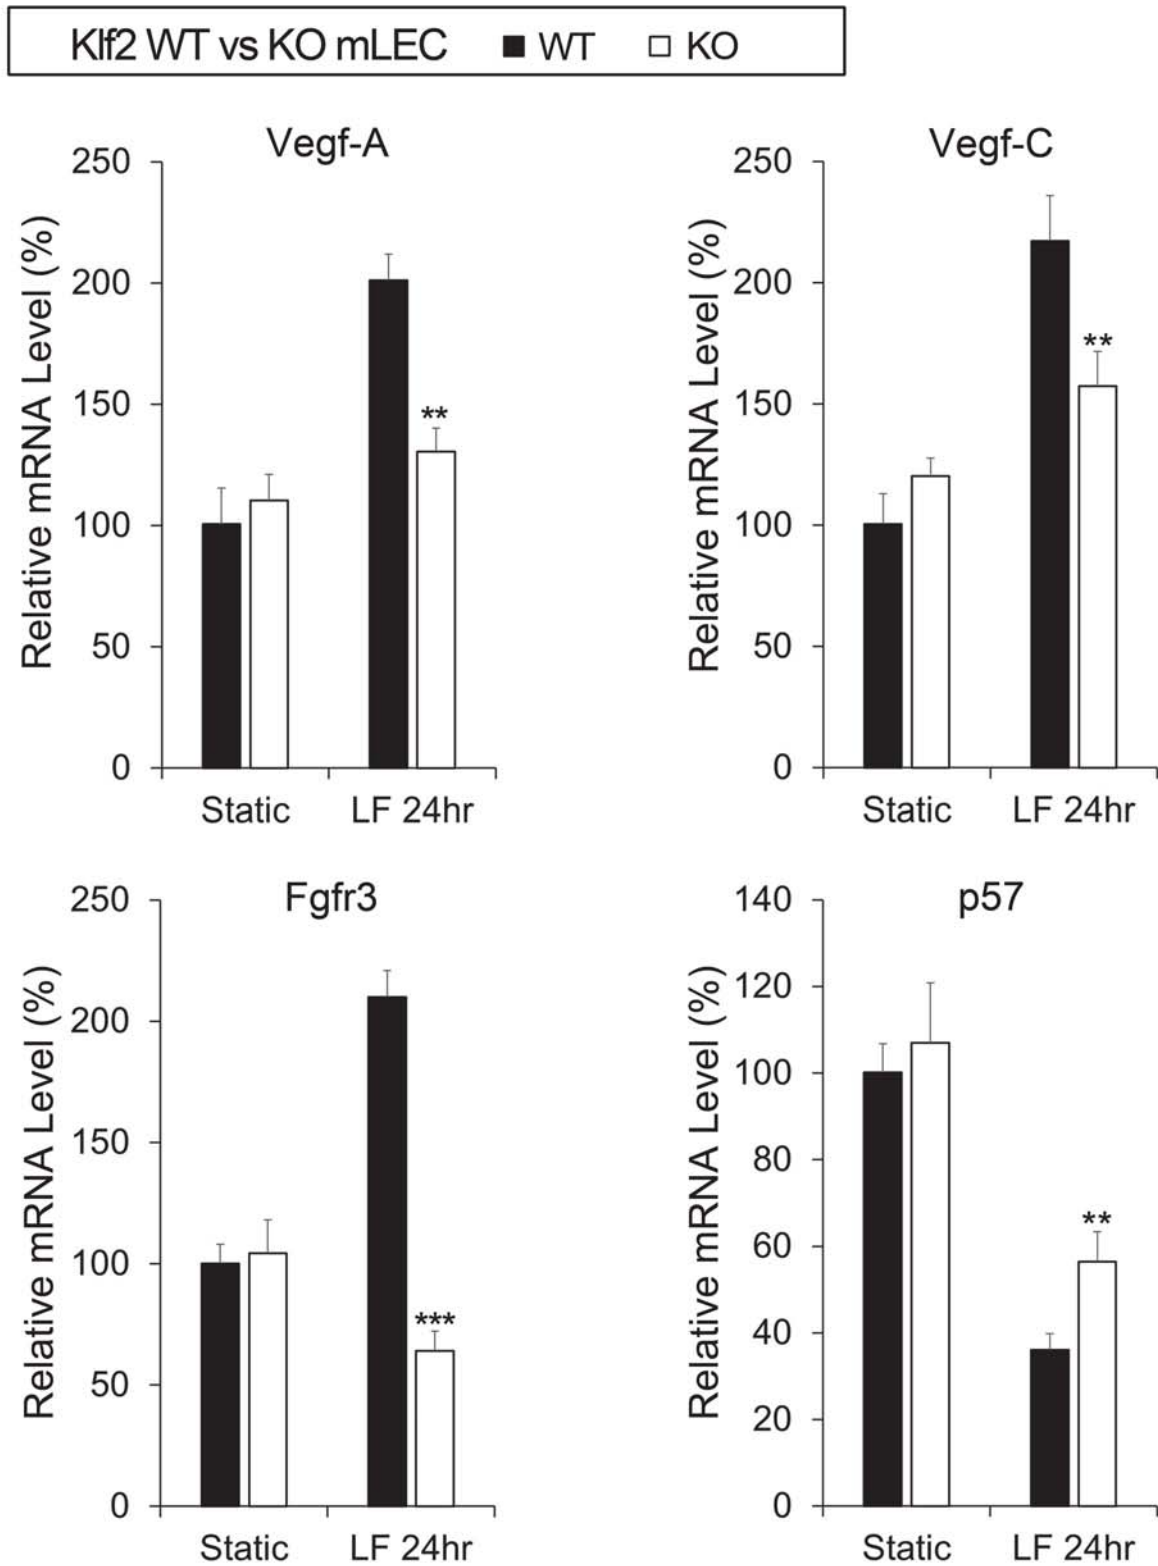 Klf2 WT vs KO mLEC ■ WT □ KO
Vegf-A
Relative mRNA Level (%)
250
200
150
100
50
0
**
Static LF 24hr
Vegf-C
Relative mRNA Level (%)
250
200
150
100
50
0
**
Static LF 24hr
Fgfr3
Relative mRNA Level (%)
250
200
150
100
50
0
***
Static LF 24hr
p57
Relative mRNA Level (%)
140
120
100
80
60
40
20
0
**
Static LF 24hr